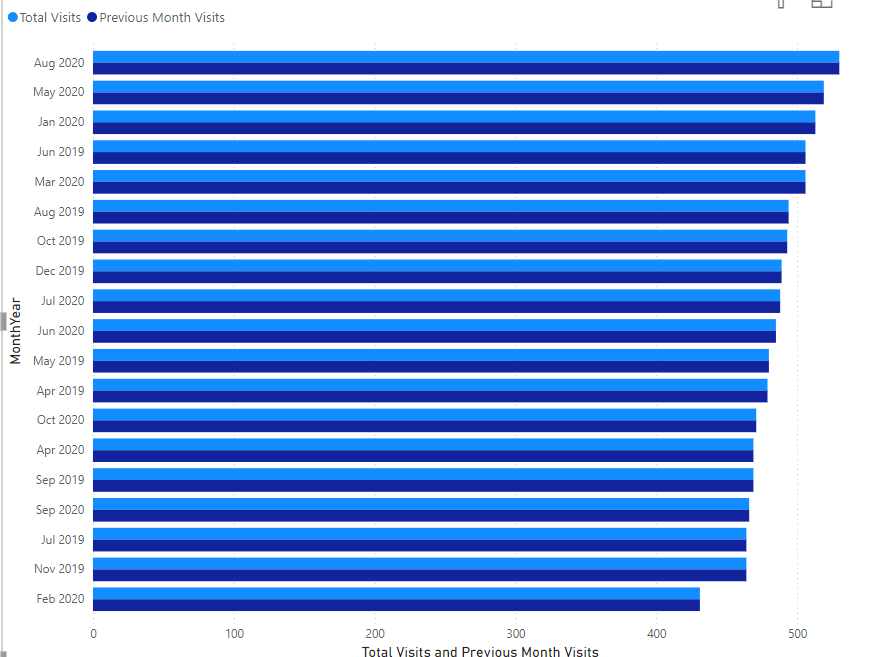 Total Visits Previous Month Visits
Aug 2020
May 2020
Jan 2020
Jun 2019
Mar 2020
Aug 2019
Oct 2019
Dec 2019
Jul 2020
Jun 2020
May 2019
Apr 2019
Oct 2020
Apr 2020
Sep 2019
Sep 2020
Jul 2019
Nov 2019
Feb 2020
MonthYear
0 100 200 300 400 500
Total Visits and Previous Month Visits